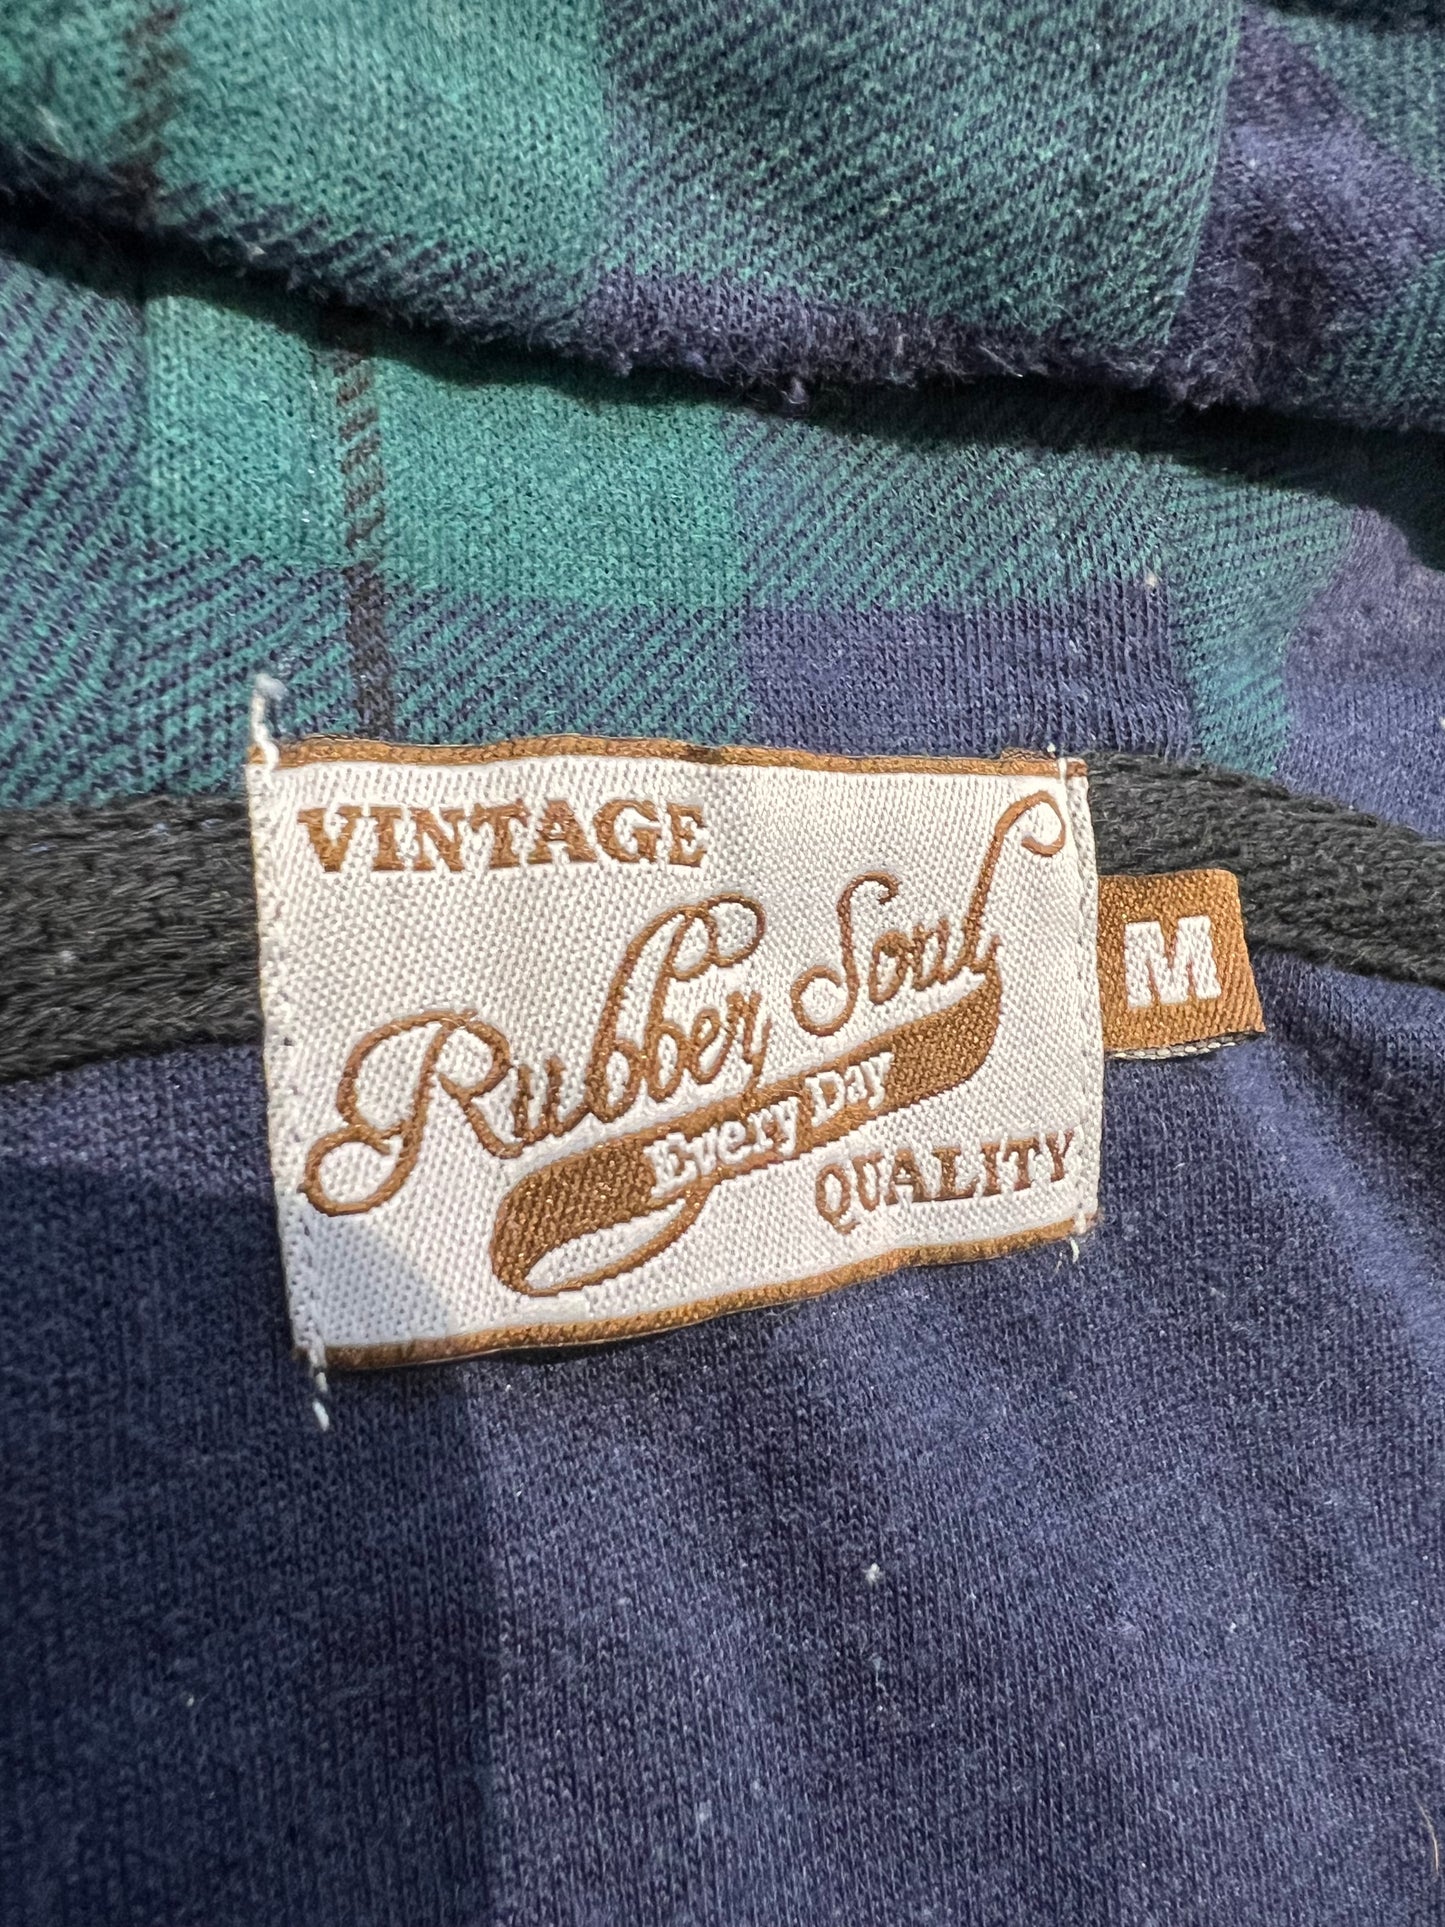 VINTAGE
Rubber Soul
Every Day
QUALITY
M